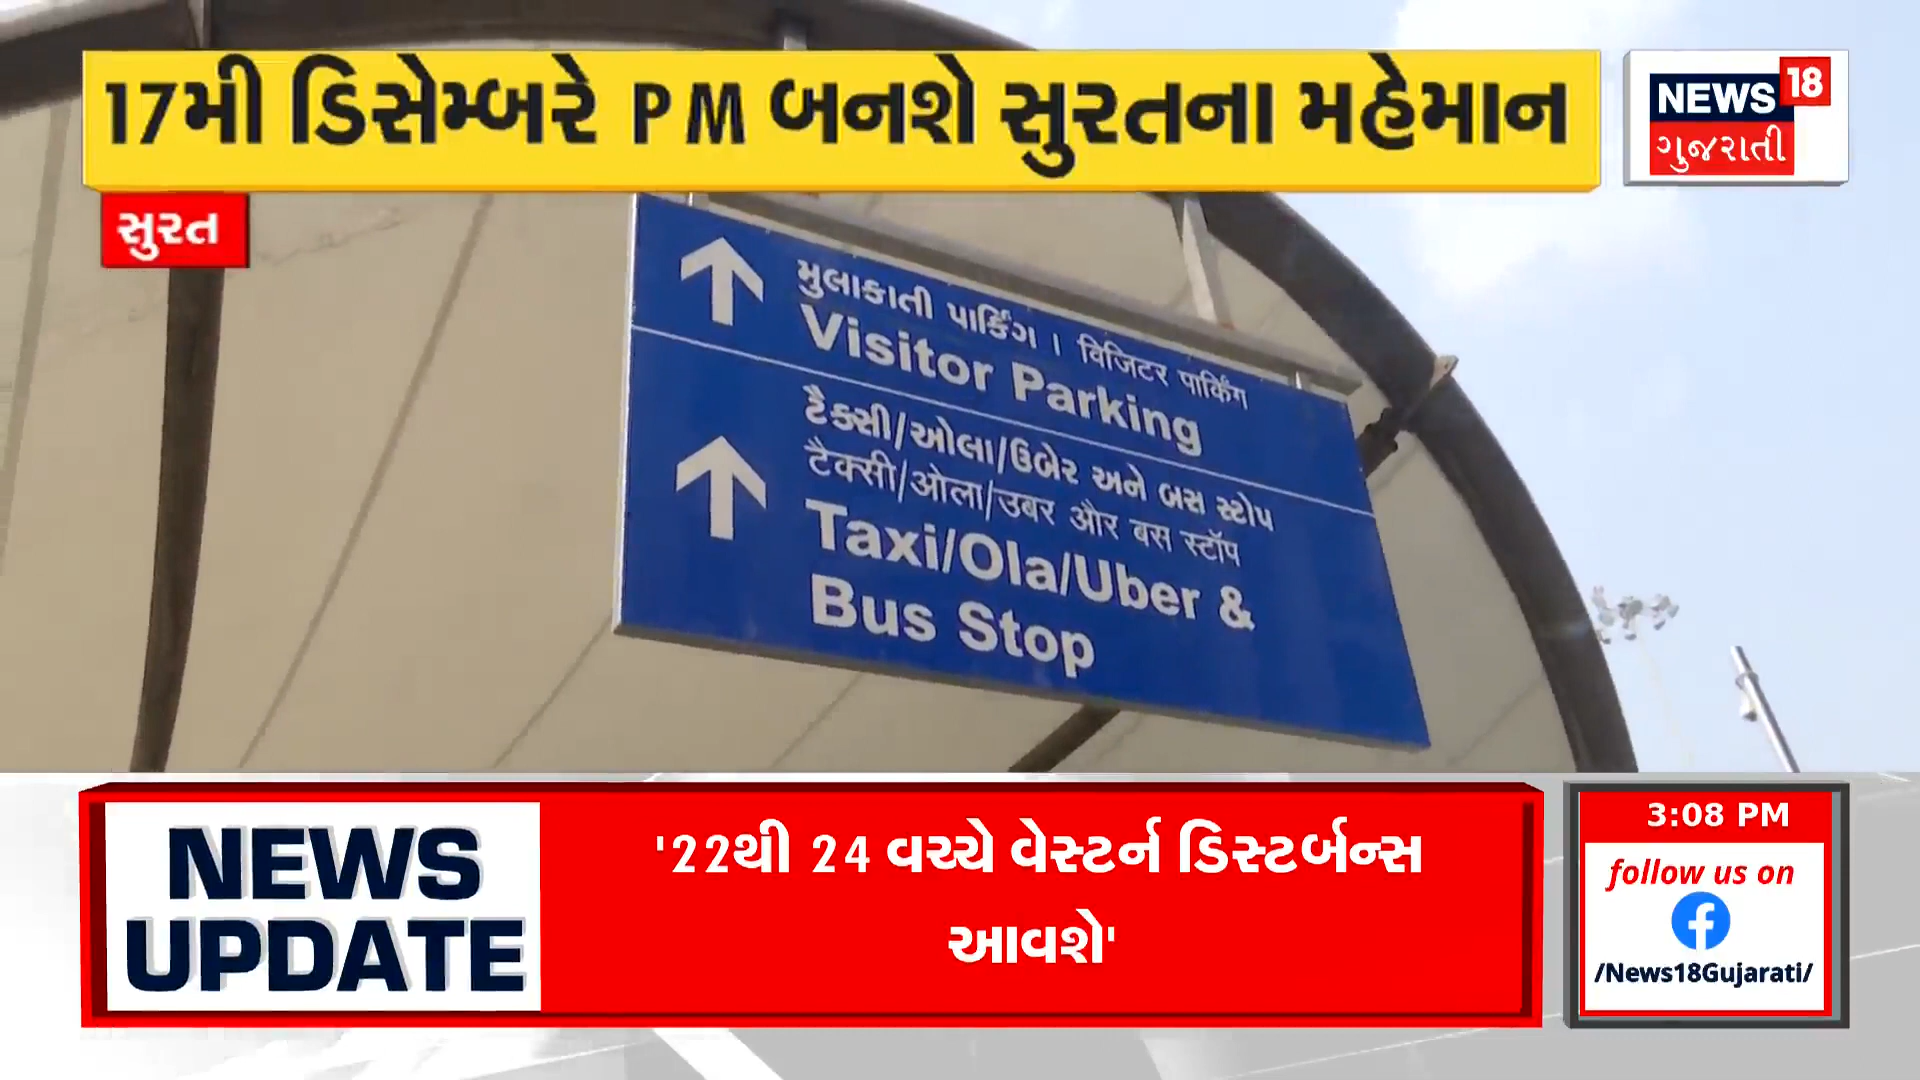 17મી ડિસેમ્બરે PM બનશે સુરતના મહેમાન
NEWS 18
ગુજરાતી
સુરત
મુલાકાતી પાર્કિંગ । विजिटर पार्किंग
Visitor Parking
ટૈક્સી/ઓલા/ઉબેર અને બસ સ્ટોપ
टैक्सी/ओला/उबर और बस स्टॉप
Taxi/Ola/Uber &
Bus Stop
NEWS
UPDATE
'22થી 24 વચ્ચે વેસ્ટર્ન ડિસ્ટર્બન્સ
આવશે'
3:08 PM
follow us on
/News18Gujarati/